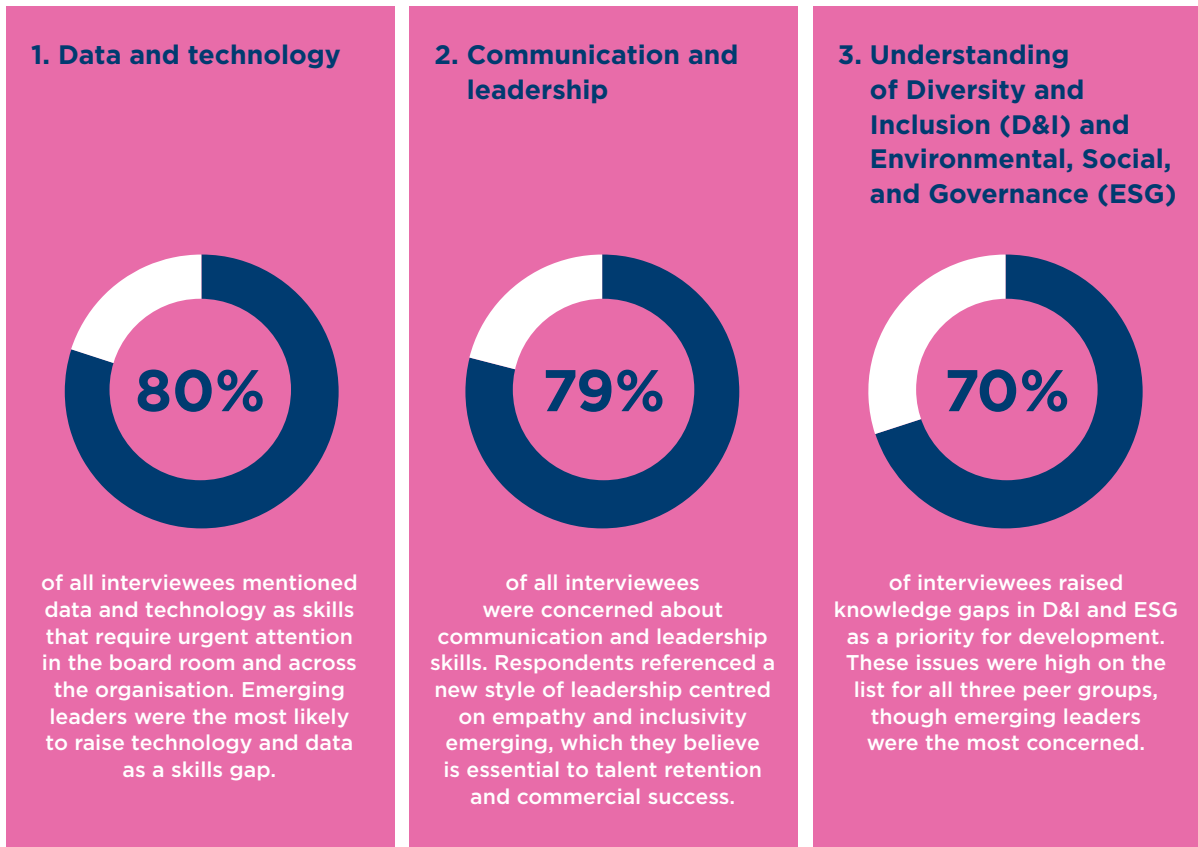 1. Data and technology
80%
of all interviewees mentioned
data and technology as skills
that require urgent attention
in the board room and across
the organisation. Emerging
leaders were the most likely
to raise technology and data
as a skills gap.
2. Communication and
leadership
79%
of all interviewees
were concerned about
communication and leadership
skills. Respondents referenced a
new style of leadership centred
on empathy and inclusivity
emerging, which they believe
is essential to talent retention
and commercial success.
3. Understanding
of Diversity and
Inclusion (D&I) and
Environmental, Social,
and Governance (ESG)
70%
of interviewees raised
knowledge gaps in D&I and ESG
as a priority for development.
These issues were high on the
list for all three peer groups,
though emerging leaders
were the most concerned.